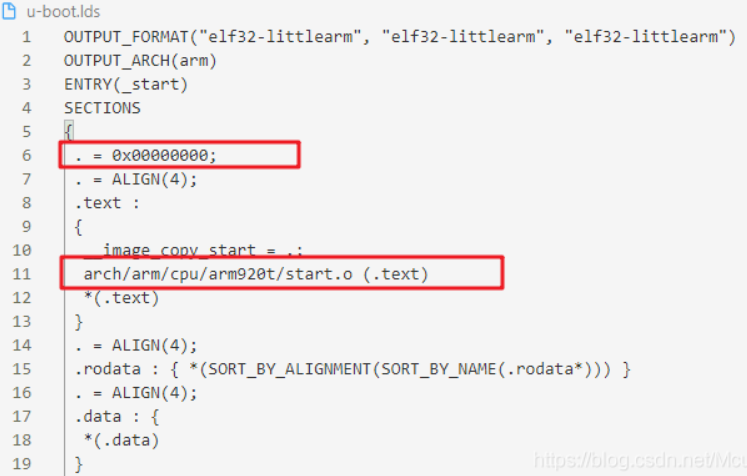 u-boot.lds
1 OUTPUT_FORMAT("elf32-littlearm", "elf32-littlearm", "elf32-littlearm")
2 OUTPUT_ARCH(arm)
3 ENTRY(_start)
4 SECTIONS
5 {
6 . = 0x00000000;
7 . = ALIGN(4);
8 .text :
9 {
10 __image_copy_start = .;
11 arch/arm/cpu/arm920t/start.o (.text)
12 *(.text)
13 }
14 . = ALIGN(4);
15 .rodata : { *(SORT_BY_ALIGNMENT(SORT_BY_NAME(.rodata*))) }
16 . = ALIGN(4);
17 .data : {
18 *(.data)
19 }
https://blog.csdn.net/Mcu